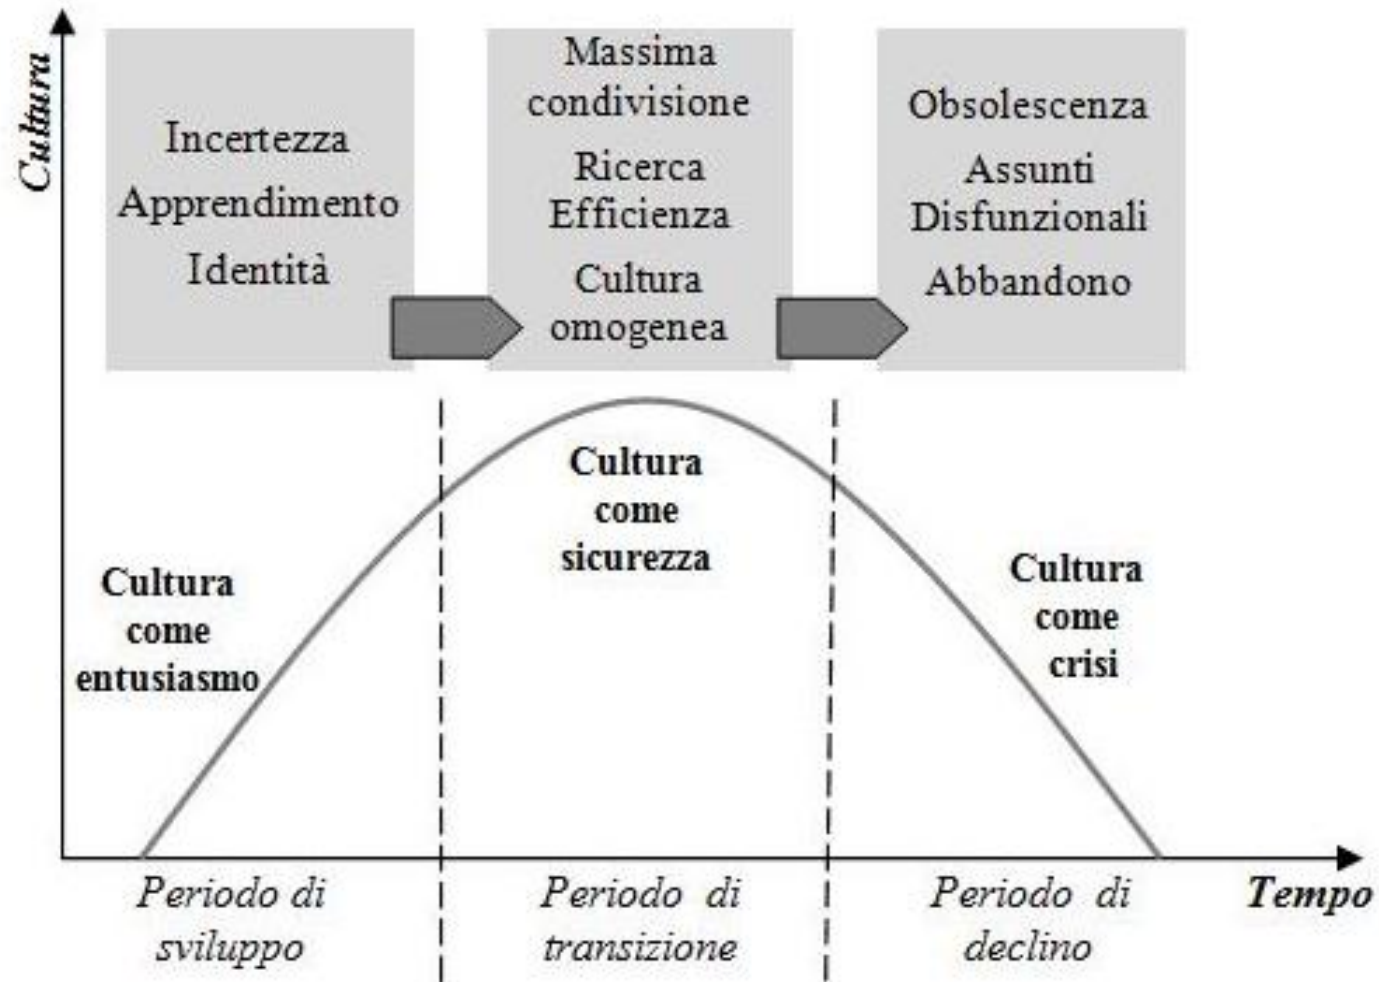 Cultura
Incertezza
Apprendimento
Identità
Massima
condivisione
Ricerca
Efficienza
Cultura
omogenea
Obsolescenza
Assunti
Disfunzionali
Abbandono
Cultura
come
entusiasmo
Cultura
come
sicurezza
Cultura
come
crisi
Periodo di
sviluppo
Periodo di
transizione
Periodo di
declino
Tempo